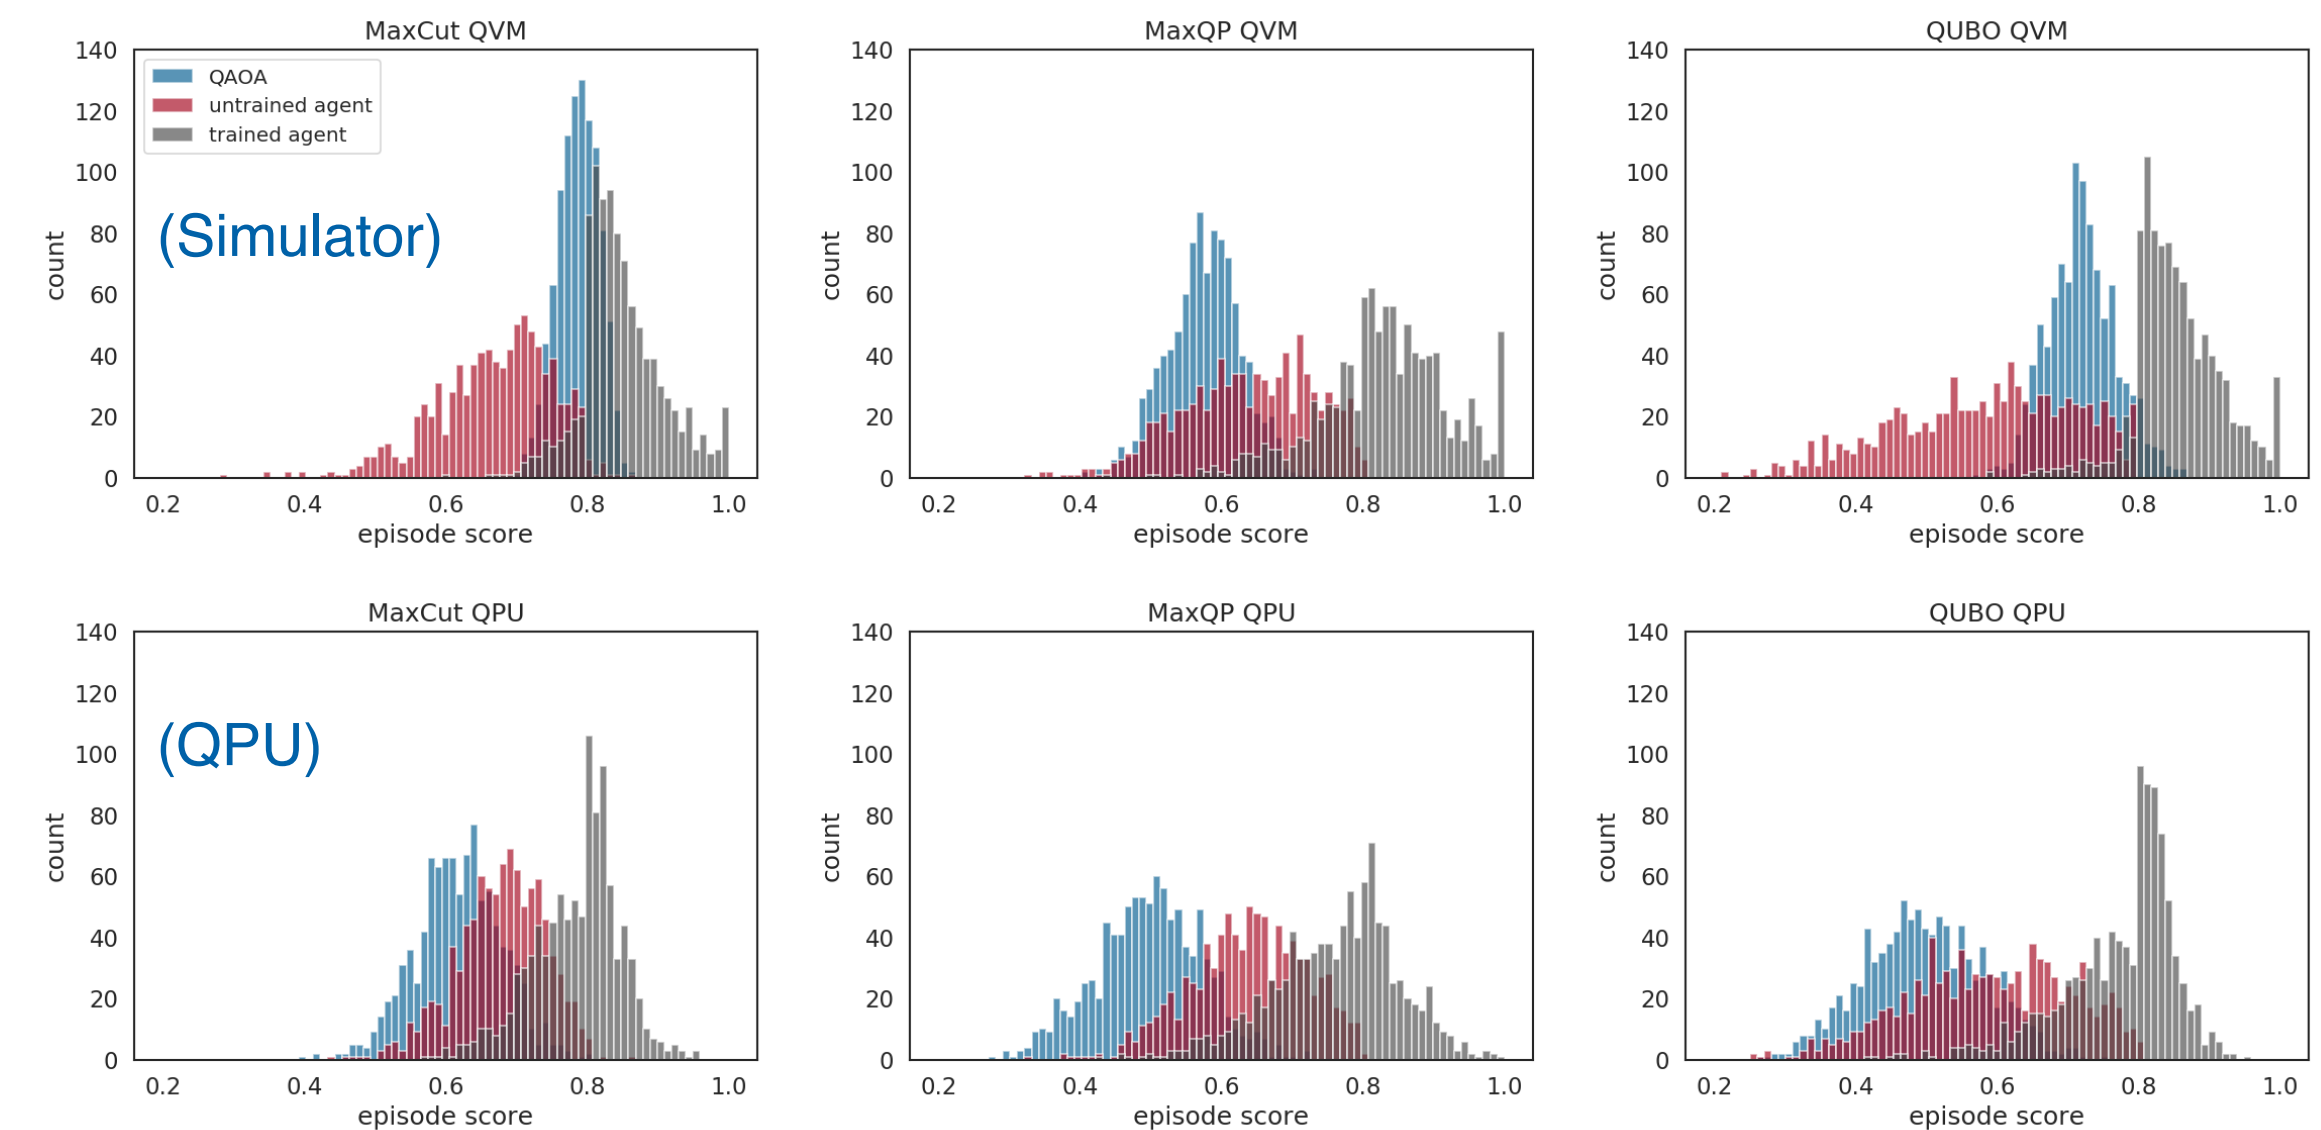 MaxCut QVM
140
120
100
80
60
40
20
0
count
QAOA
untrained agent
trained agent
(Simulator)
0.2 0.4 0.6 0.8 1.0
episode score
MaxQP QVM
140
120
100
80
60
40
20
0
count
0.2 0.4 0.6 0.8 1.0
episode score
QUBO QVM
140
120
100
80
60
40
20
0
count
0.2 0.4 0.6 0.8 1.0
episode score
MaxCut QPU
140
120
100
80
60
40
20
0
count
(QPU)
0.2 0.4 0.6 0.8 1.0
episode score
MaxQP QPU
140
120
100
80
60
40
20
0
count
0.2 0.4 0.6 0.8 1.0
episode score
QUBO QPU
140
120
100
80
60
40
20
0
count
0.2 0.4 0.6 0.8 1.0
episode score